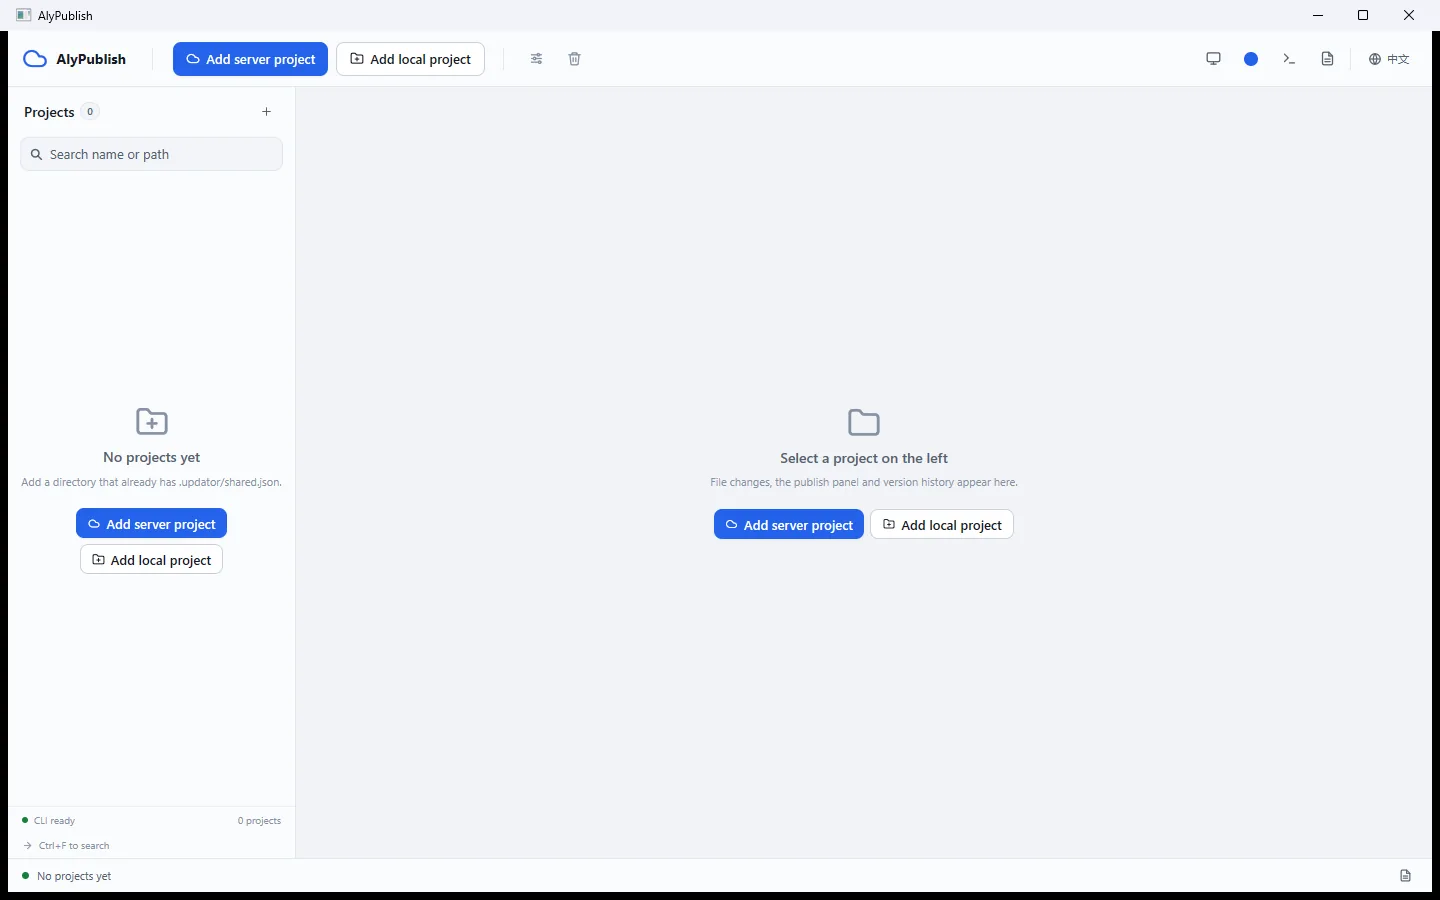 AlyPublish
AlyPublish
Add server project
Add local project
中文
Projects 0
Search name or path
No projects yet
Add a directory that already has .updator/shared.json.
Add server project
Add local project
Select a project on the left
File changes, the publish panel and version history appear here.
Add server project
Add local project
CLI ready
0 projects
Ctrl+F to search
No projects yet